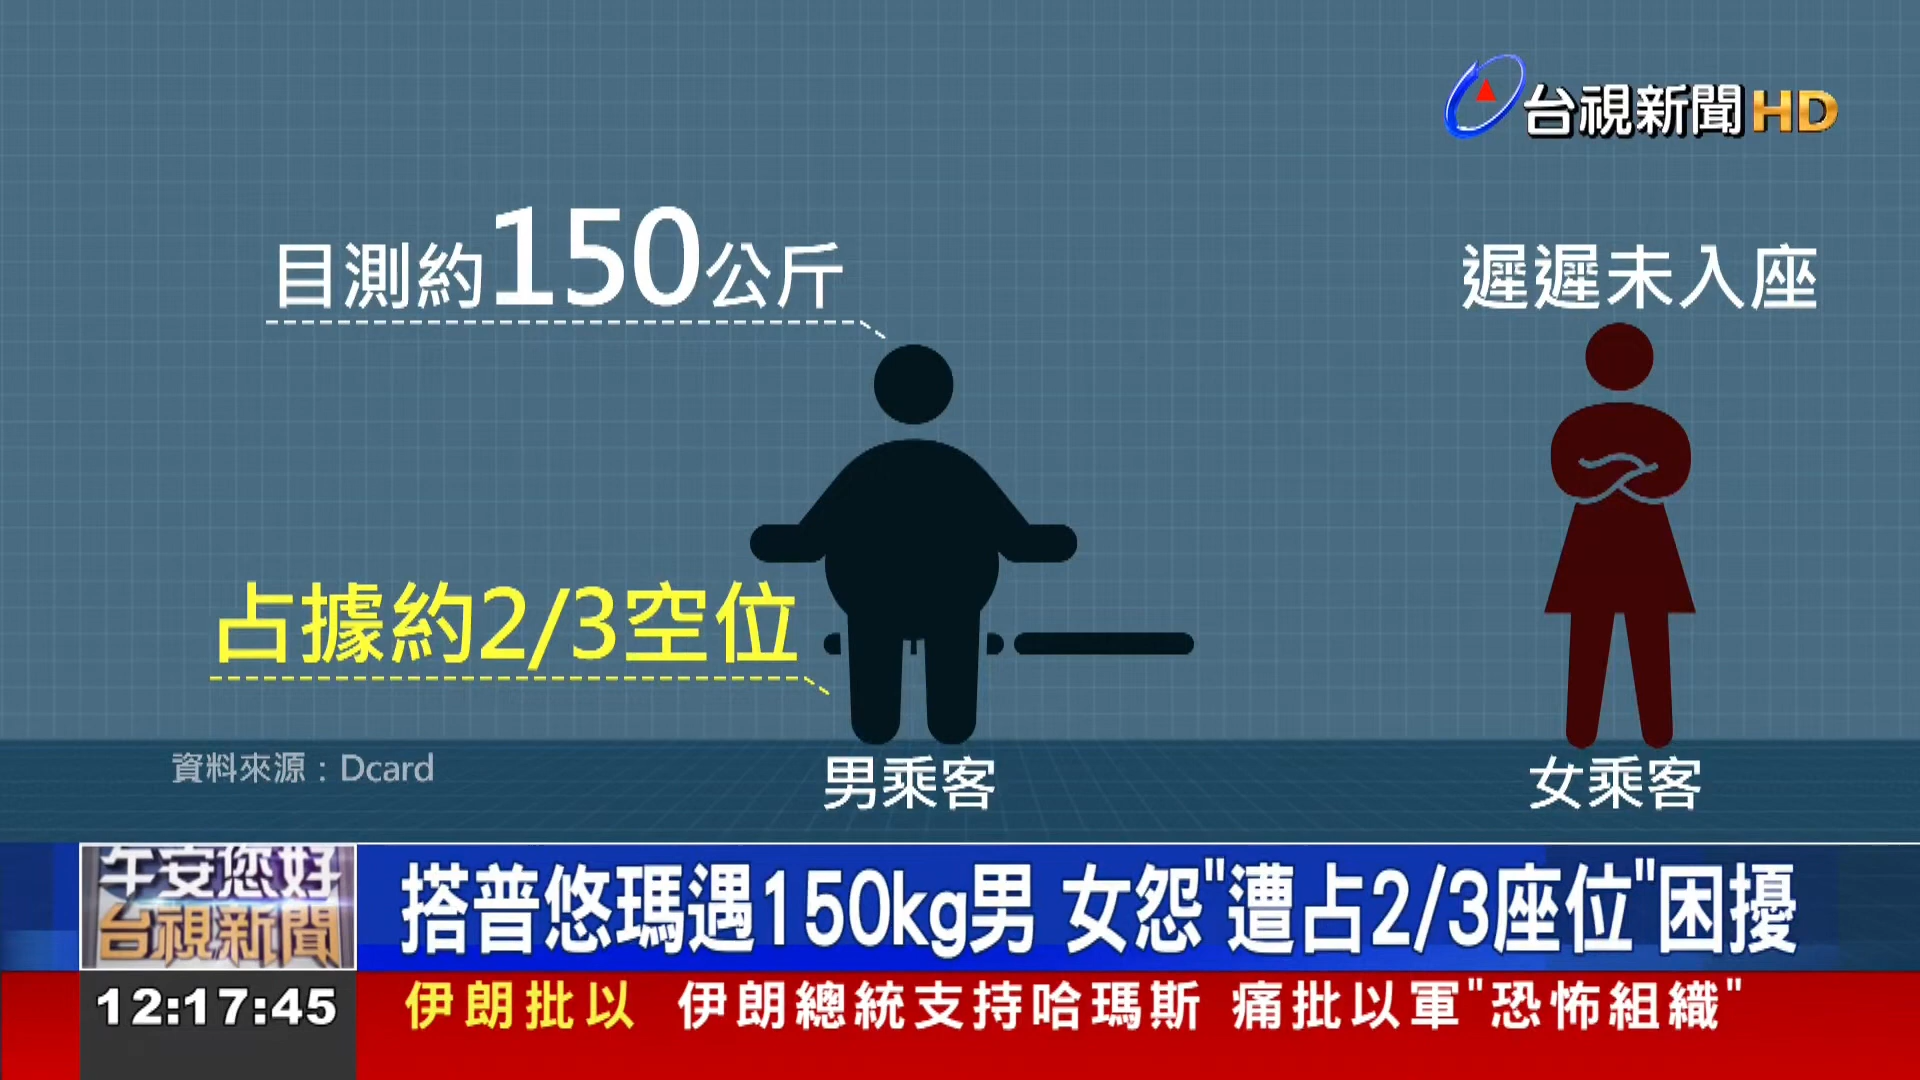 台視新聞HD
目測約150公斤
遲遲未入座
占據約2/3空位
資料來源：Dcard
男乘客
女乘客
午安您好
台視新聞
搭普悠瑪遇150kg男 女怨"遭占2/3座位"困擾
12:17:45
伊朗批以 伊朗總統支持哈瑪斯 痛批以軍"恐怖組織"